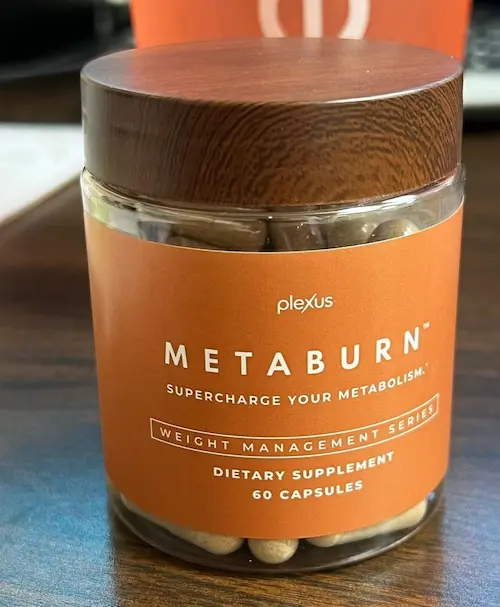 plexus
METABURN™
SUPERCHARGE YOUR METABOLISM.*
WEIGHT MANAGEMENT SERIES
DIETARY SUPPLEMENT
60 CAPSULES